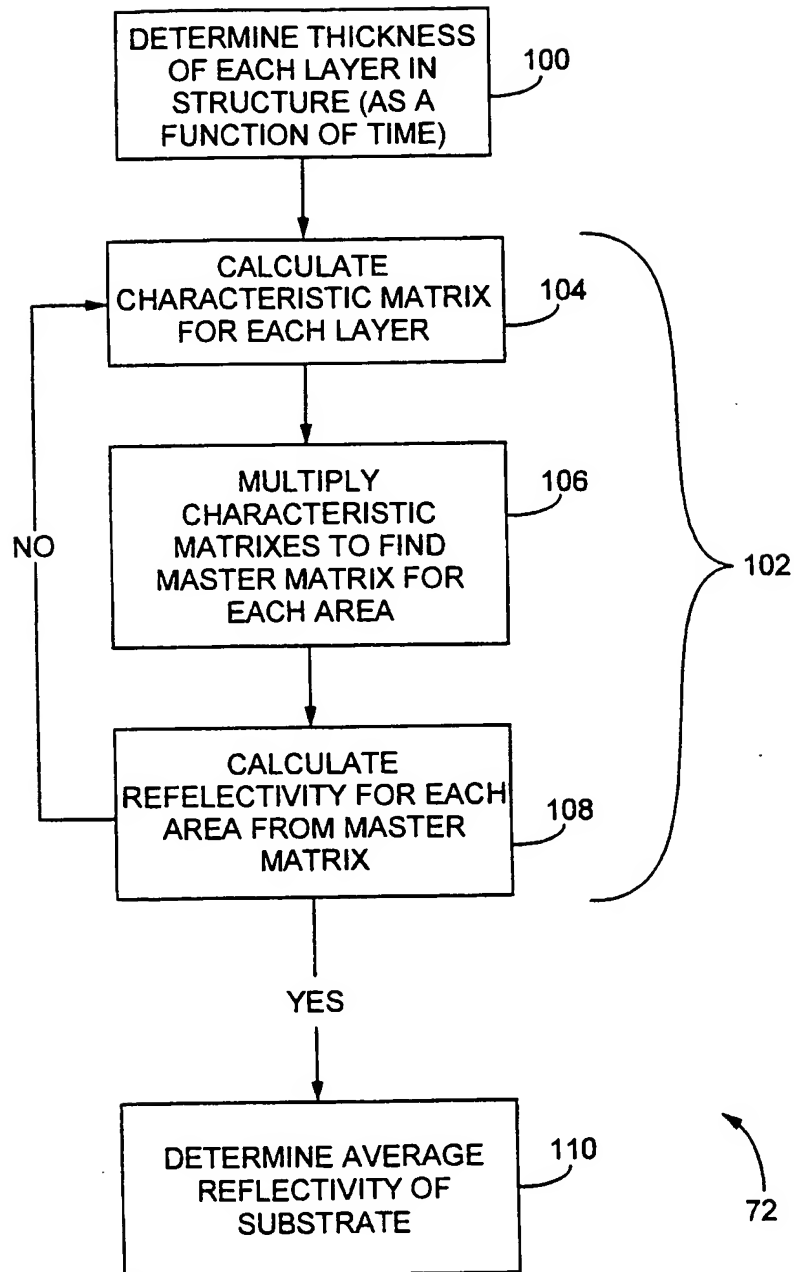 DETERMINE THICKNESS
OF EACH LAYER IN
STRUCTURE (AS A
FUNCTION OF TIME)
100
CALCULATE
CHARACTERISTIC MATRIX
FOR EACH LAYER
104
MULTIPLY
CHARACTERISTIC
MATRIXES TO FIND
MASTER MATRIX FOR
EACH AREA
106
NO
102
CALCULATE
REFELECTIVITY FOR EACH
AREA FROM MASTER
MATRIX
108
YES
DETERMINE AVERAGE
REFLECTIVITY OF
SUBSTRATE
110
72